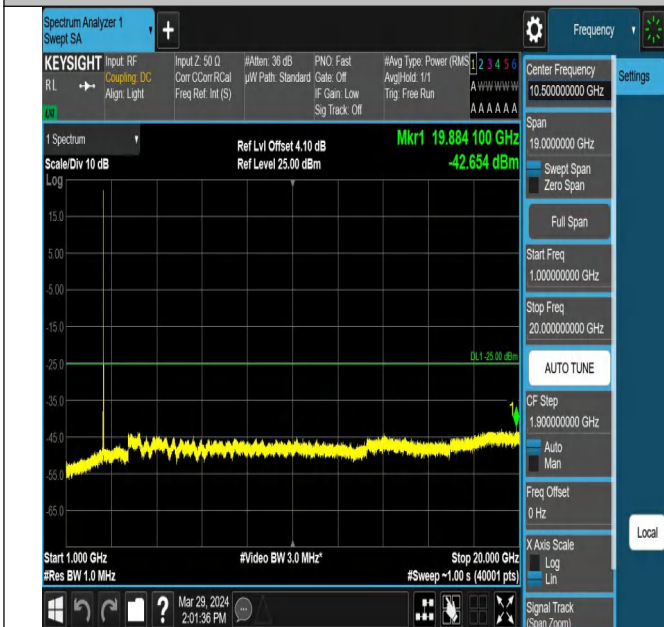 Spectrum Analyzer 1
Swept SA
Frequency
KEYSIGHT
RL
LXI
Input: RF
Coupling: DC
Align: Light
Input Z: 50 Ω
Corr CCorr RCal
Freq Ref: Int (S)
#Atten: 36 dB
µW Path: Standard
PNO: Fast
Gate: Off
IF Gain: Low
Sig Track: Off
#Avg Type: Power (RMS
Avg|Hold: 1/1
Trig: Free Run
1 2 3 4 5 6
A W W W W W
A A A A A A
1 Spectrum
Scale/Div 10 dB
Log
Ref Lvl Offset 4.10 dB
Ref Level 25.00 dBm
Mkr1 19.884 100 GHz
-42.654 dBm
15.0
5.00
-5.00
-15.0
-25.0
-35.0
-45.0
-55.0
-65.0
DL1 -25.00 dBm
1
Start 1.000 GHz
#Res BW 1.0 MHz
#Video BW 3.0 MHz*
Stop 20.000 GHz
#Sweep ~1.00 s (40001 pts)
Mar 29, 2024
2:01:36 PM
Center Frequency
10.500000000 GHz
Settings
Span
19.0000000 GHz
Swept Span
Zero Span
Full Span
Start Freq
1.000000000 GHz
Stop Freq
20.000000000 GHz
AUTO TUNE
CF Step
1.900000000 GHz
Auto
Man
Freq Offset
0 Hz
X Axis Scale
Log
Lin
Local
Signal Track
(Span Zoom)